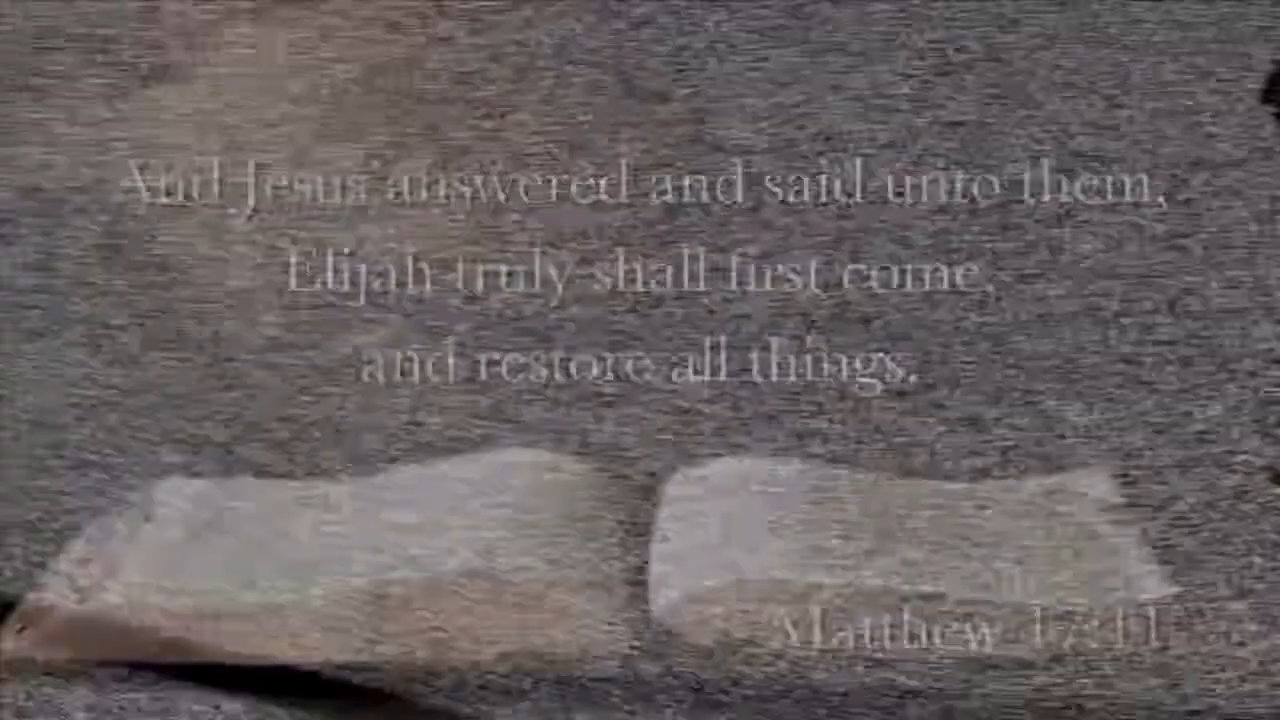 And Jesus answered and said unto them,
Elijah truly shall first come,
and restore all things.
Matthew 17:11